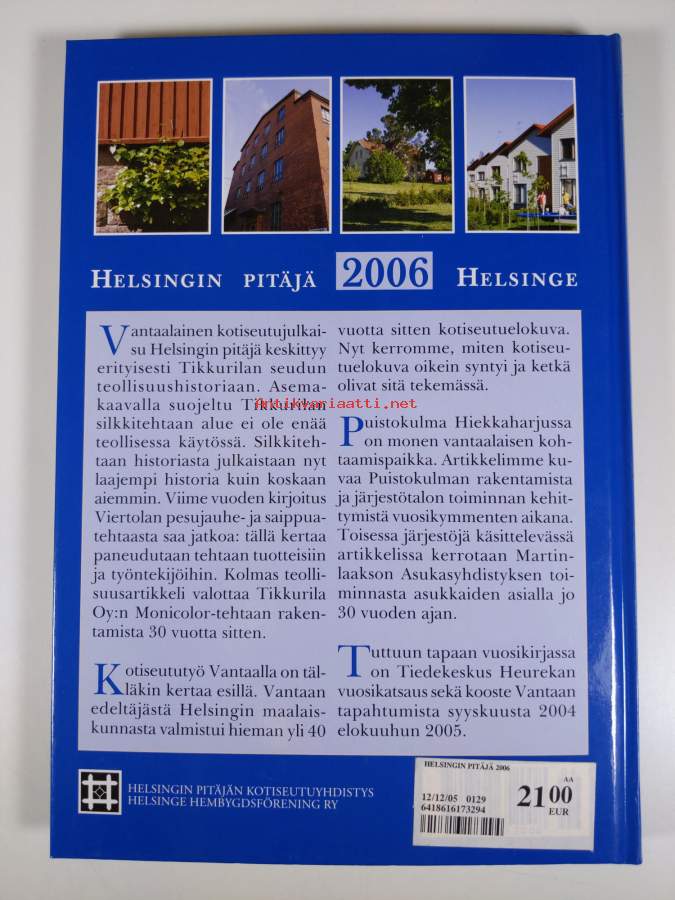 HELSINGIN PITÄJÄ 2006 HELSINGE
Vantaalainen kotiseutujulkai-
su Helsingin pitäjä keskittyy
erityisesti Tikkurilan seudun
teollisuushistoriaan. Asema-
kaavalla suojeltu Tikkurilan
silkkitehtaan alue ei ole enää
teollisessa käytössä. Silkkiteh-
taan historiasta julkaistaan nyt
laajempi historia kuin koskaan
aiemmin. Viime vuoden kirjoitus
Viertolan pesujauhe- ja saippua-
tehtaasta saa jatkoa: tällä kertaa
paneudutaan tehtaan tuotteisiin
ja työntekijöihin. Kolmas teolli-
suusartikkeli valottaa Tikkurila
Oy:n Monicolor-tehtaan raken-
tamista 30 vuotta sitten.
Kotiseututyö Vantaalla on täl-
läkin kertaa esillä. Vantaan
edeltäjästä Helsingin maalais-
kunnasta valmistui hieman yli 40
vuotta sitten kotiseutuelokuva.
Nyt kerromme, miten kotiseu-
tuelokuva oikein syntyi ja ketkä
olivat sitä tekemässä.
Puistokulma Hiekkaharjussa
on monen vantaalaisen koh-
taamispaikka. Artikkelimme ku-
vaa Puistokulman rakentamista
ja järjestötalon toiminnan kehit-
tymistä vuosikymmenten aikana.
Toisessa järjestöjä käsittelevässä
artikkelissa kerrotaan Martin-
laakson Asukasyhdistyksen toi-
minnasta asukkaiden asialla jo
30 vuoden ajan.
Tuttuun tapaan vuosikirjassa
on Tiedekeskus Heurekan
vuosikatsaus sekä kooste Vantaan
tapahtumista syyskuusta 2004
elokuuhun 2005.
Antikvariaatti.net
HELSINGIN PITÄJÄN KOTISEUTUYHDISTYS
HELSINGE HEMBYGDSFÖRENING RY
HELSINGIN PITÄJÄ 2006
AA
12/12/05 0129
6418616173294
2100
EUR